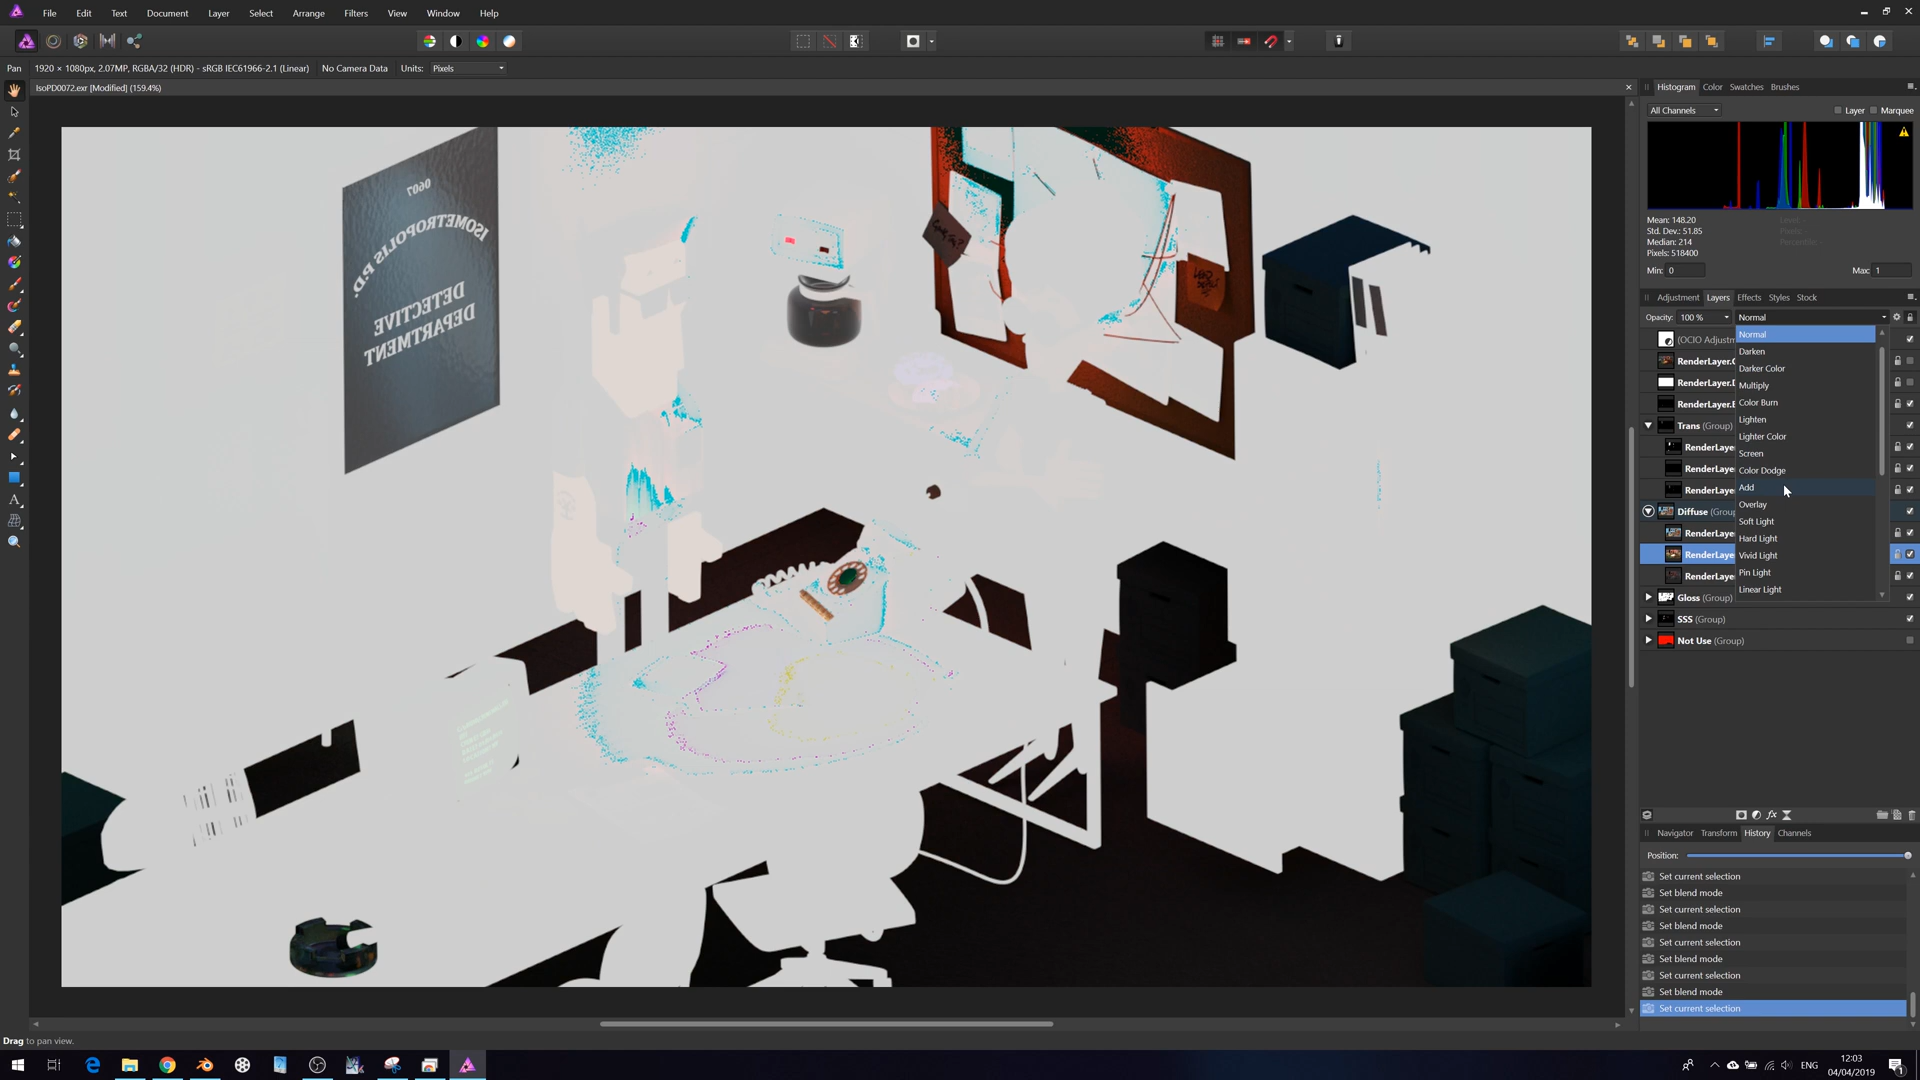 File Edit Text Document Layer Select Arrange Filters View Window Help
Pan 1920 × 1080px, 2.07MP, RGBA/32 (HDR) - sRGB IEC61966-2.1 (Linear) No Camera Data Units: Pixels
IsoPD0072.exr [Modified] (159.4%)
Histogram Color Swatches Brushes
All Channels Layer Marquee
Mean: 148.20
Std. Dev.: 51.85
Median: 214
Pixels: 518400
Level: -
Pixels: -
Percentile: -
Min: 0 Max: 1
Adjustment Layers Effects Styles Stock
Opacity: 100 % Normal
(OCIO Adjustm
RenderLayer.
RenderLayer.
RenderLayer.
Trans (Group)
RenderLaye
RenderLaye
RenderLaye
Diffuse (Group
RenderLaye
RenderLaye
RenderLaye
Gloss (Group)
SSS (Group)
Not Use (Group)
Normal
Darken
Darker Color
Multiply
Color Burn
Lighten
Lighter Color
Screen
Color Dodge
Add
Overlay
Soft Light
Hard Light
Vivid Light
Pin Light
Linear Light
0607
ISOMETROPOLIS P.D.
DETECTIVE
DEPARTMENT
Navigator Transform History Channels
Position:
Set current selection
Set blend mode
Set current selection
Set blend mode
Set current selection
Set blend mode
Set current selection
Set blend mode
Set current selection
Drag to pan view.
ENG
12:03
04/04/2019
1